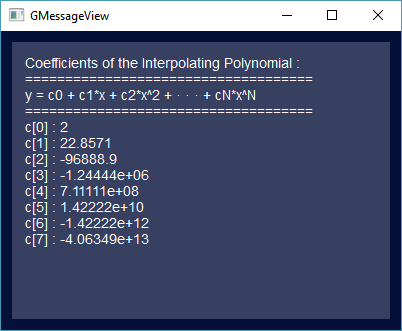 GMessageView
Coefficients of the Interpolating Polynomial :
====================================
y = c0 + c1*x + c2*x^2 + · · · + cN*x^N
====================================
c[0] : 2
c[1] : 22.8571
c[2] : -96888.9
c[3] : -1.24444e+06
c[4] : 7.11111e+08
c[5] : 1.42222e+10
c[6] : -1.42222e+12
c[7] : -4.06349e+13